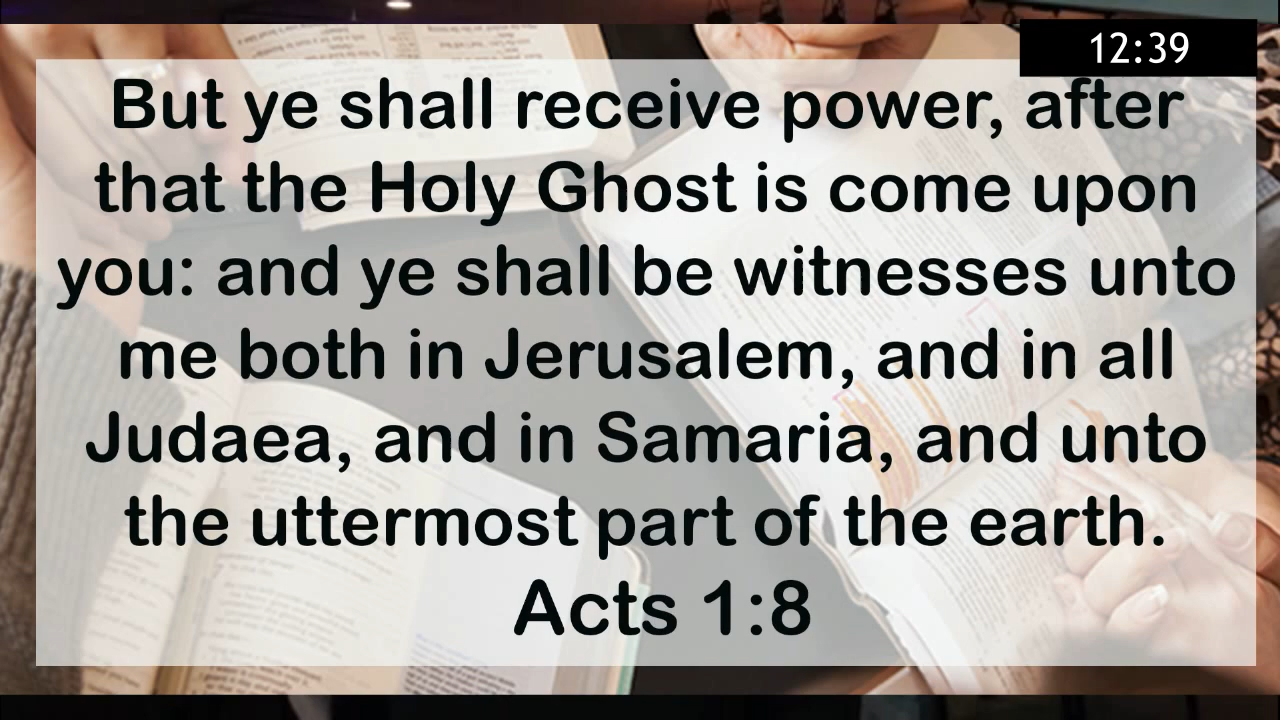 12:39
But ye shall receive power, after
that the Holy Ghost is come upon
you: and ye shall be witnesses unto
me both in Jerusalem, and in all
Judaea, and in Samaria, and unto
the uttermost part of the earth.
Acts 1:8